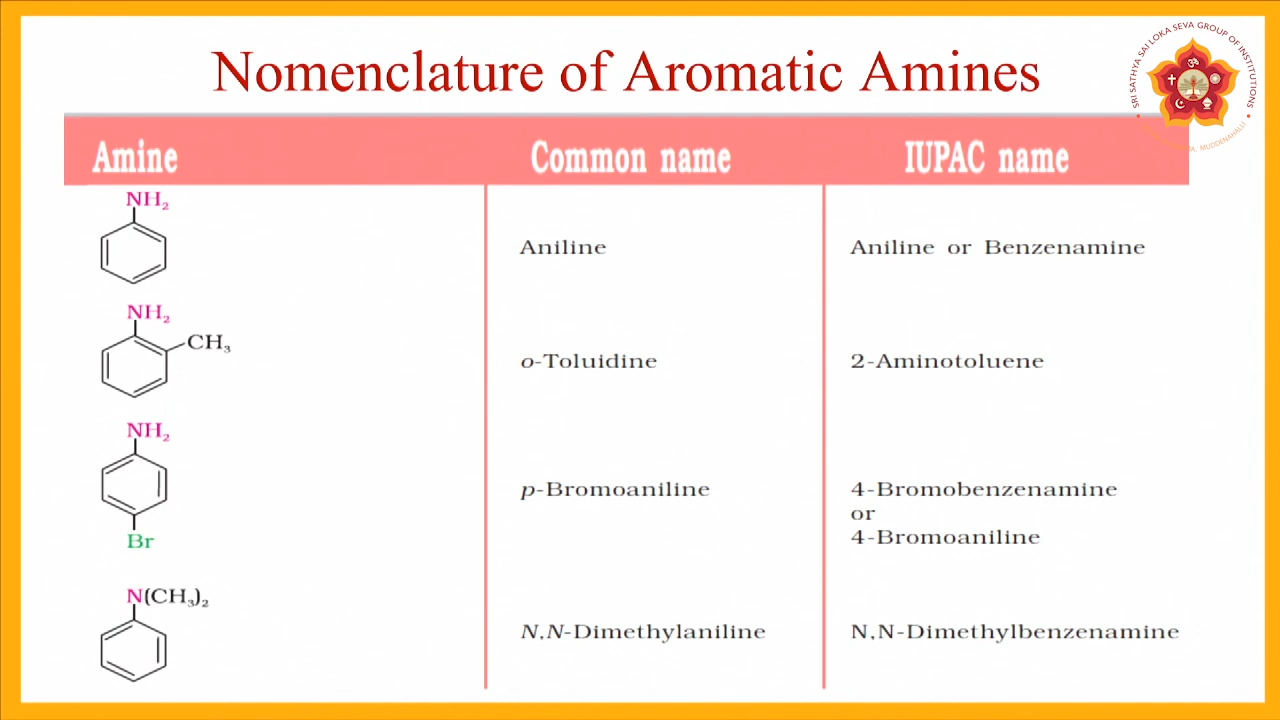 Nomenclature of Aromatic Amines
SRI SATHYA SAI LOKA SEVA GROUP OF INSTITUTIONS
MUDDENAHALLI
Amine Common name IUPAC name
NH₂
Aniline Aniline or Benzenamine
NH₂
CH₃
o-Toluidine 2-Aminotoluene
NH₂
p-Bromoaniline 4-Bromobenzenamine
or
4-Bromoaniline
Br
N(CH₃)₂
N,N-Dimethylaniline N,N-Dimethylbenzenamine